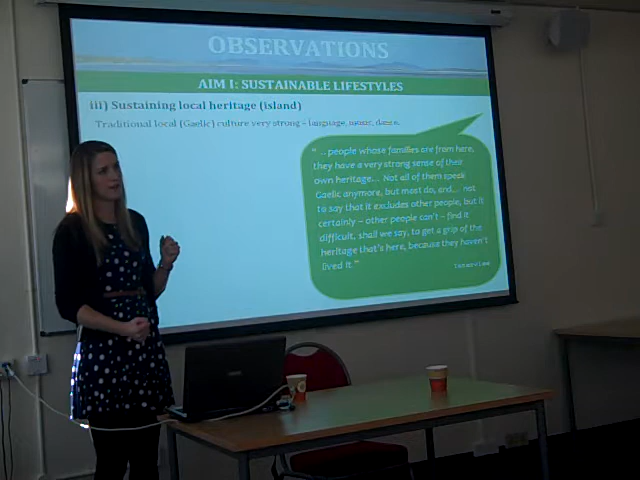 OBSERVATIONS
AIM I: SUSTAINABLE LIFESTYLES
iii) Sustaining local heritage (island)
Traditional local (Gaelic) culture very strong – language, music, dance.
“ … people whose families are from here,
they have a very strong sense of their
own heritage… Not all of them speak
Gaelic anymore, but most do, and… not
to say that it excludes other people, but it
certainly – other people can't – find it
difficult, shall we say, to get a grip of the
heritage that's here, because they haven't
lived it.”